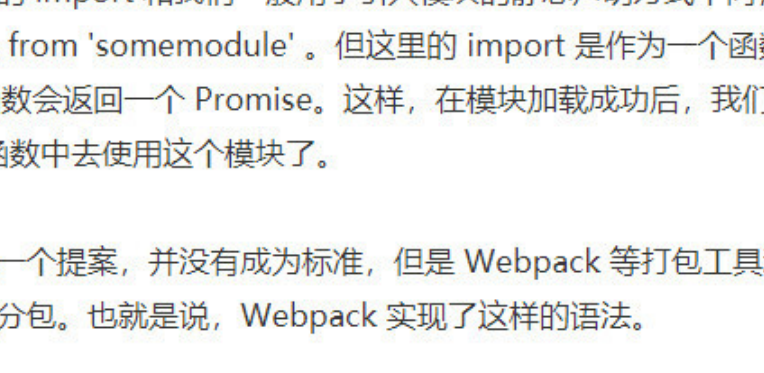 from 'somemodule' 。但这里的 import 是作为一个函
数会返回一个 Promise。这样，在模块加载成功后，我们
函数中去使用这个模块了。
一个提案，并没有成为标准，但是 Webpack 等打包工具
分包。也就是说，Webpack 实现了这样的语法。